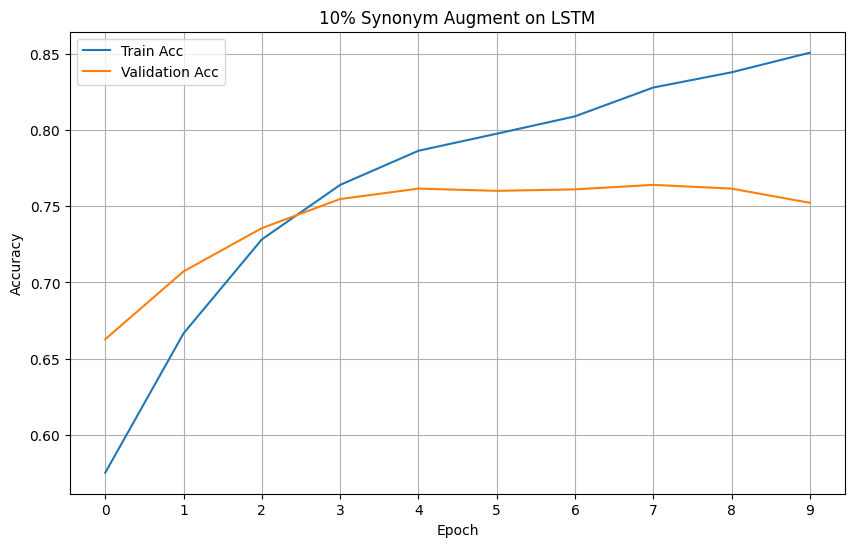 10% Synonym Augment on LSTM
Train Acc
Validation Acc
0.85
0.80
0.75
0.70
0.65
0.60
Accuracy
0 1 2 3 4 5 6 7 8 9
Epoch